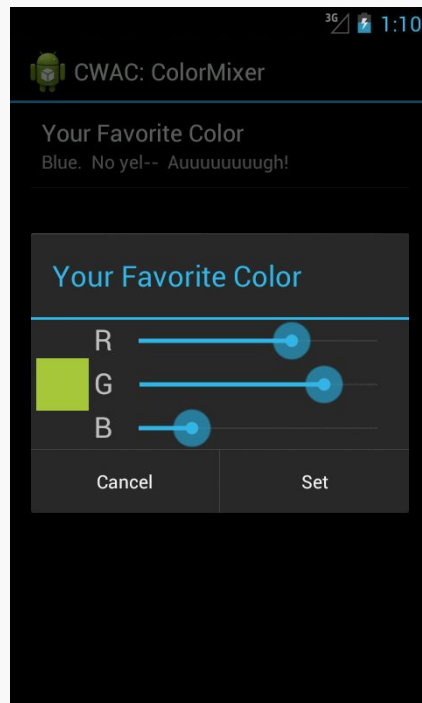 3G 1:10
CWAC: ColorMixer
Your Favorite Color
Blue. No yel-- Auuuuuuuugh!
Your Favorite Color
R
G
B
Cancel Set